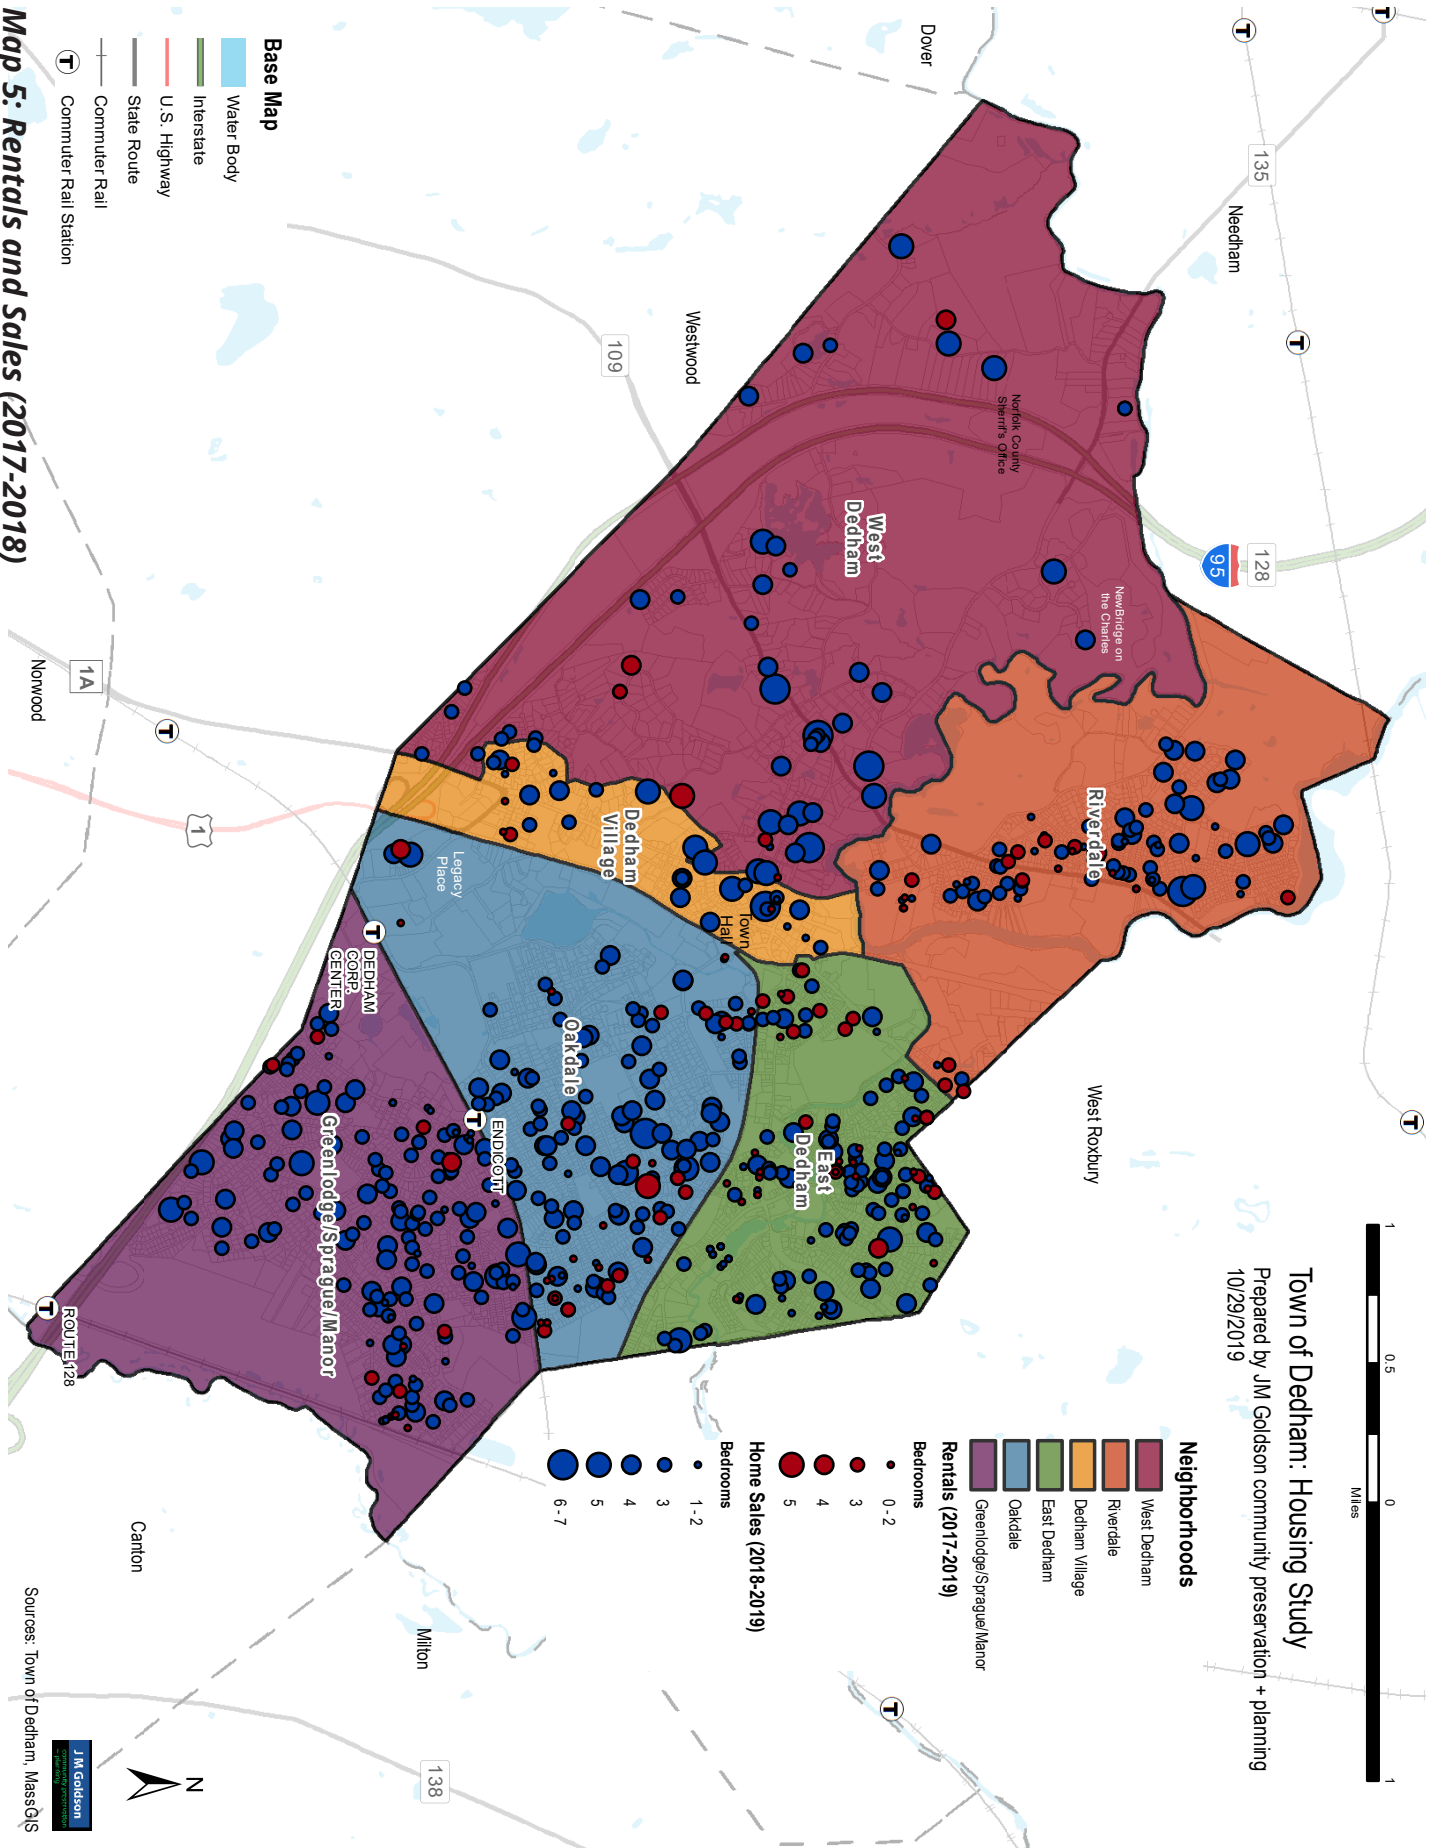 Town of Dedham: Housing Study
Prepared by JM Goldson community preservation + planning
10/29/2019
1
0.5
0
1
Miles
Neighborhoods
West Dedham
Riverdale
Dedham Village
East Dedham
Oakdale
Greenlodge/Sprague/Manor
Rentals (2017-2019)
Bedrooms
0 - 2
3
4
5
Home Sales (2018-2019)
Bedrooms
1 - 2
3
4
5
6 - 7
Base Map
Water Body
Interstate
U.S. Highway
State Route
Commuter Rail
T
Commuter Rail Station
Map 5: Rentals and Sales (2017-2018)
Dover
Needham
Westwood
Norwood
West Roxbury
Canton
Milton
135
109
128
95
1A
1
138
T
T
T
T
T
T
Norfolk County
Sherrif's Office
NewBridge on
the Charles
West
Dedham
Riverdale
Dedham
Village
Town
Hall
Legacy
Place
Oakdale
East
Dedham
Greenlodge/Sprague/Manor
T
DEDHAM
CORP.
CENTER
T
ENDICOTT
T
ROUTE 128
N
J M Goldson
community preservation
+ planning
Sources: Town of Dedham, MassGIS